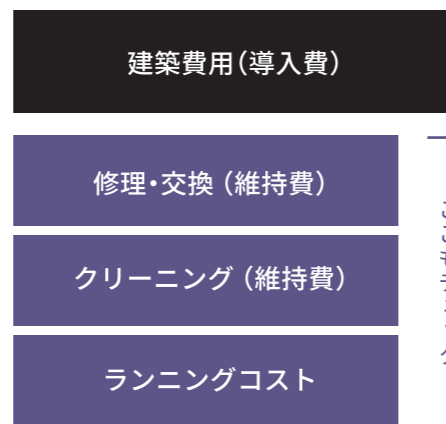 建築費用（導入費）
修理・交換（維持費）
クリーニング（維持費）
ランニングコスト